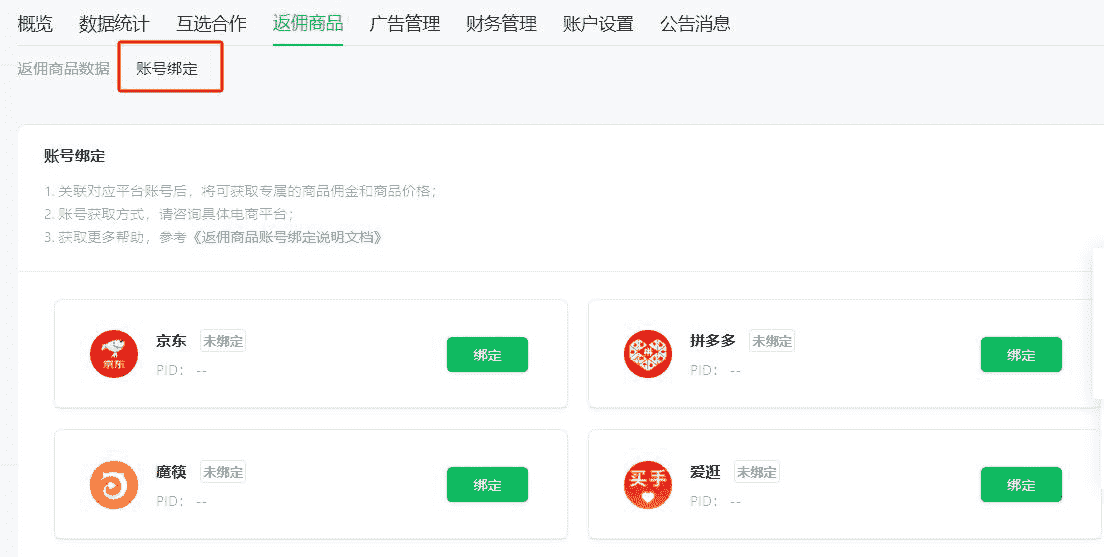 概览 数据统计 互选合作 返佣商品 广告管理 财务管理 账户设置 公告消息
返佣商品数据 账号绑定
账号绑定
1. 关联对应平台账号后，将可获取专属的商品佣金和商品价格；
2. 账号获取方式，请咨询具体电商平台；
3. 获取更多帮助，参考《返佣商品账号绑定说明文档》
京东 未绑定
京东
PID： --
绑定
拼多多 未绑定
拼
PID： --
绑定
魔筷 未绑定
PID： --
绑定
爱逛 未绑定
买手
PID： --
绑定